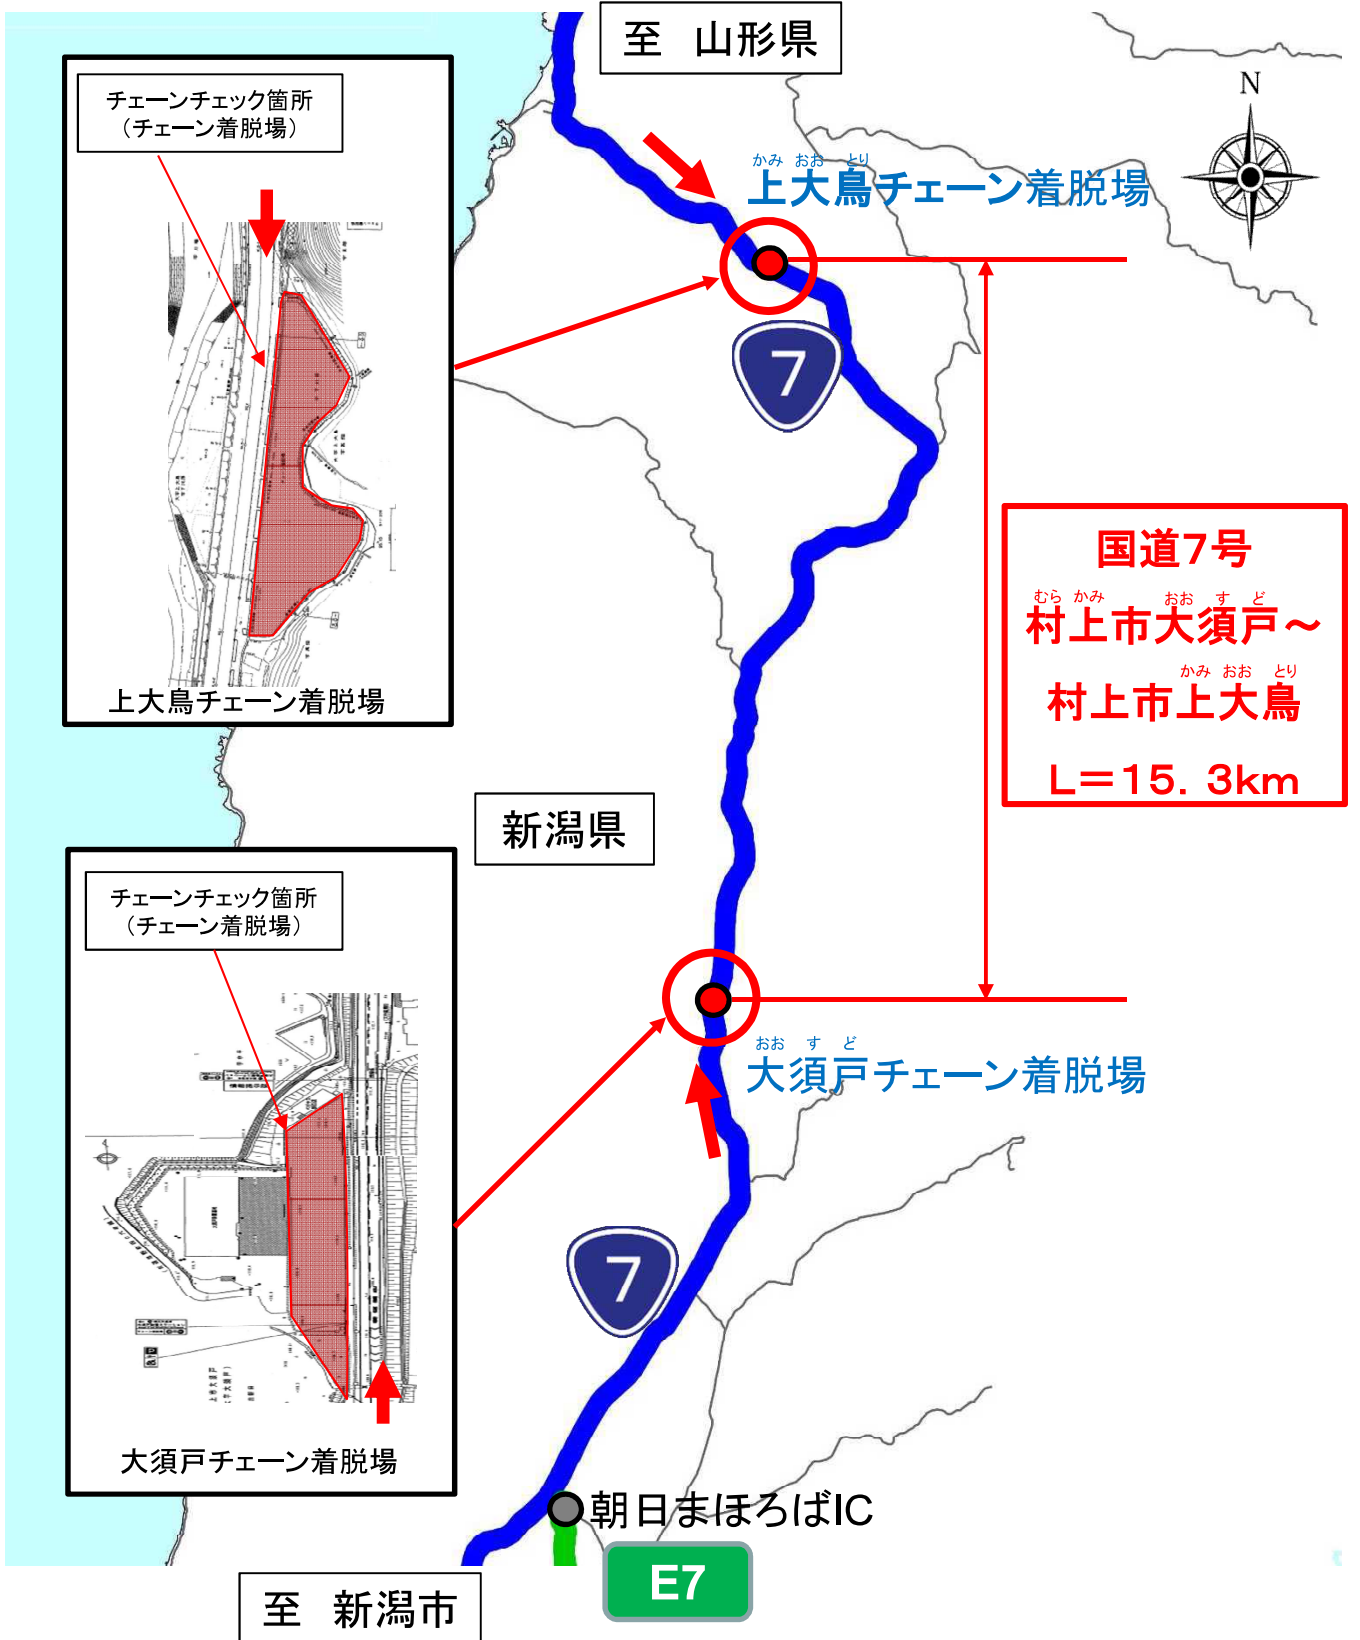 至 山形県
チェーンチェック箇所
（チェーン着脱場）
N
かみ おお とり
上大鳥チェーン着脱場
7
上大鳥チェーン着脱場
国道7号
むら かみ おお す ど
村上市大須戸～
かみ おお とり
村上市上大鳥
L＝15．3km
新潟県
チェーンチェック箇所
（チェーン着脱場）
おお す ど
大須戸チェーン着脱場
7
大須戸チェーン着脱場
朝日まほろばIC
E7
至 新潟市